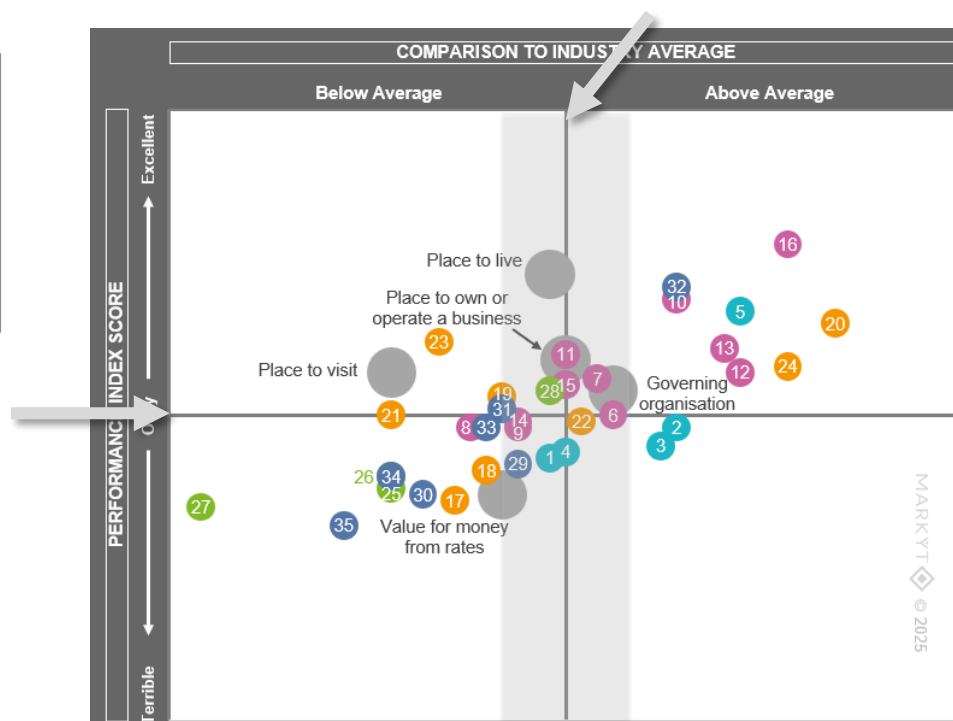 COMPARISON TO INDUSTRY AVERAGE
Below Average
Above Average
PERFORMANCE INDEX SCORE
Excellent
Terrible
16
Place to live
32
10
Place to own or
operate a business
5
20
23
13
11
24
Place to visit
12
7
15
28
Governing
organisation
19
31
21
14
6
22
8
33
9
2
3
4
1
29
18
26
34
25
30
17
27
35
Value for money
from rates
MARKYT © 2025